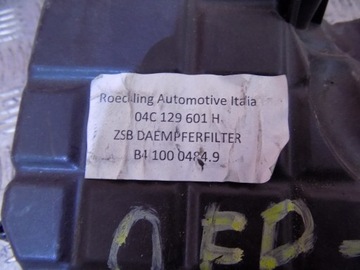 Roechling Automotive Italia
04C 129 601 H
ZSB DAEMPFERFILTER
B4 100 0484.9